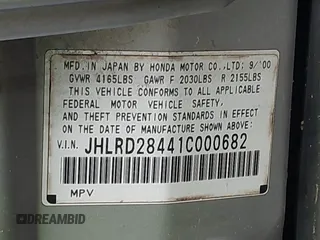 MFD. IN JAPAN BY HONDA MOTOR CO.,LTD: 9/'00
GVWR 4165LBS GAWR F 2030LBS R 2155LBS
THIS VEHICLE CONFORMS TO ALL APPLICABLE
FEDERAL MOTOR VEHICLE SAFETY,
AND THEFT PREVENTION STANDARDS
IN EFFECT ON THE DATE OF MANUFACTURE
SHOWN ABOVE.
V.I.N. JHLRD28441C000682
MPV
DREAMBID